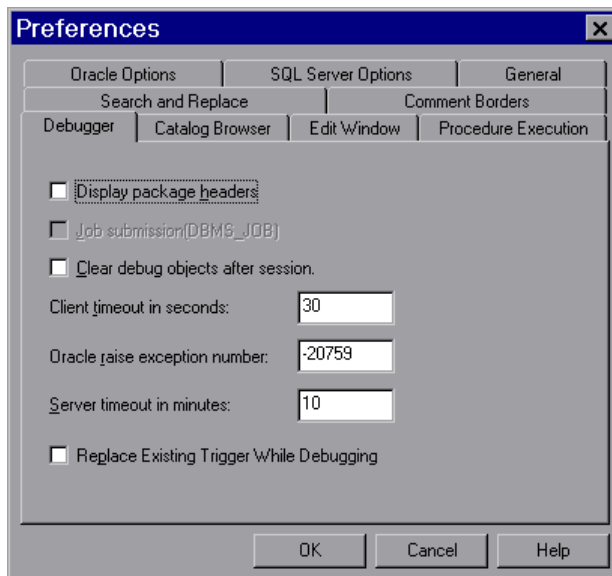 Preferences
Oracle Options SQL Server Options General
Search and Replace Comment Borders
Debugger Catalog Browser Edit Window Procedure Execution
Display package headers
Job submission(DBMS_JOB)
Clear debug objects after session.
Client timeout in seconds: 30
Oracle raise exception number: -20759
Server timeout in minutes: 10
Replace Existing Trigger While Debugging
OK Cancel Help